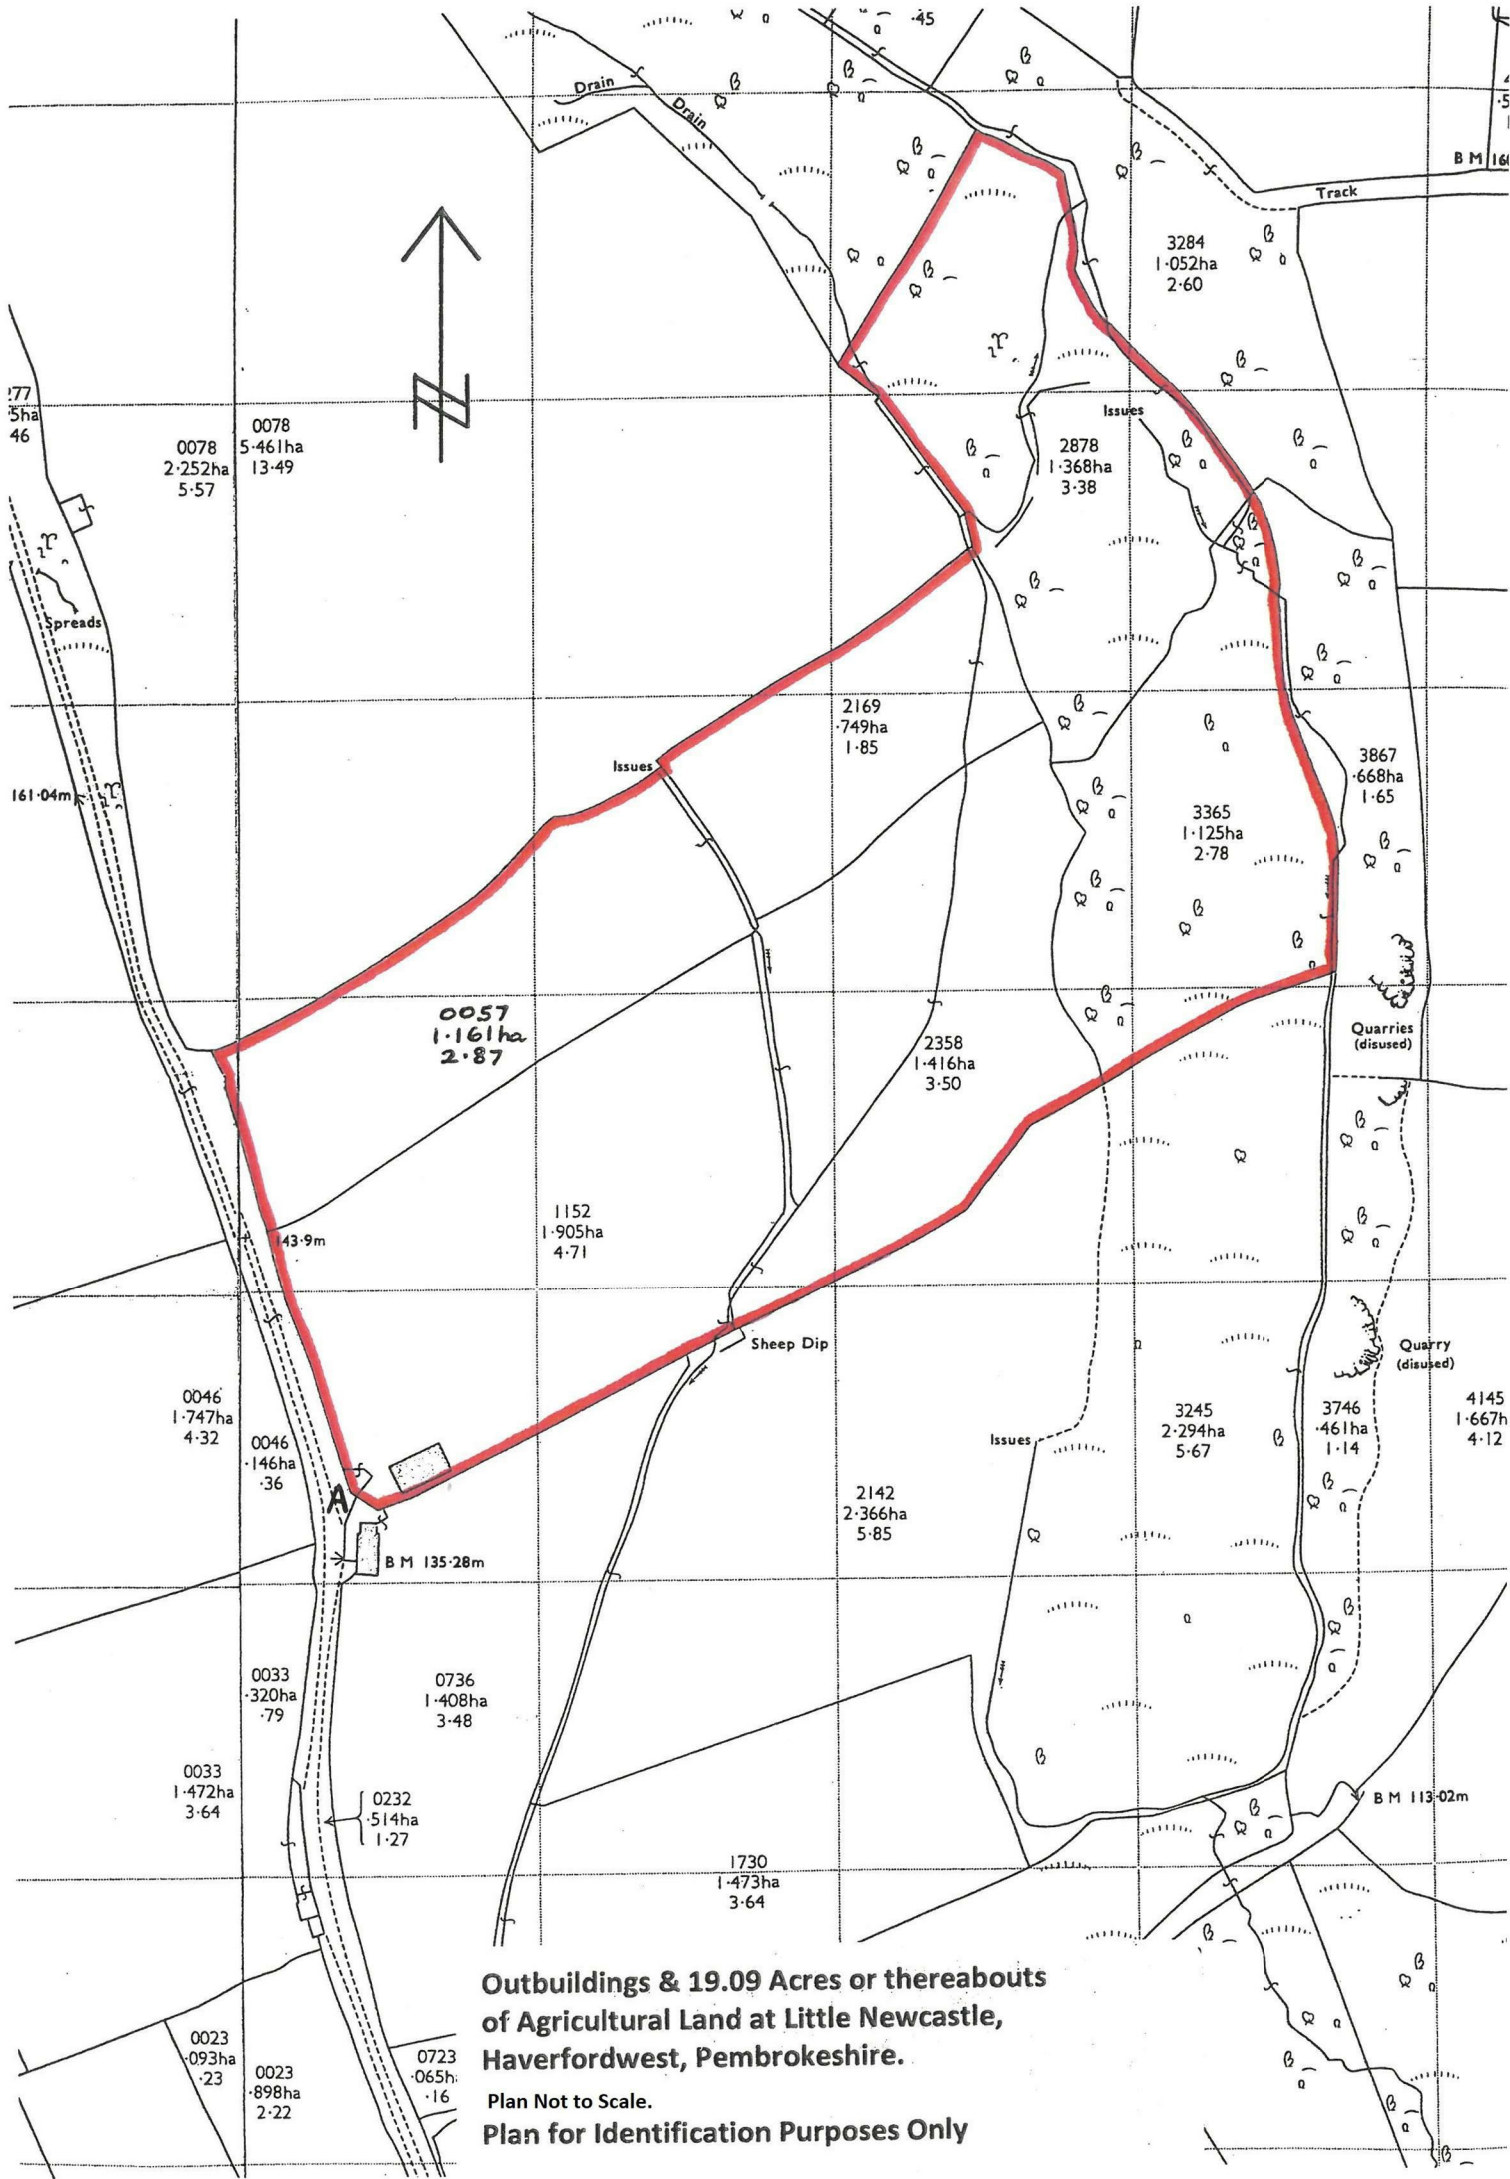 ·45
Drain
Drain
B M
Track
3284
1·052ha
2·60
277
5ha
46
0078
2·252ha
5·57
0078
5·461ha
13·49
Issues
2878
1·368ha
3·38
Spreads
2169
·749ha
1·85
Issues
161·04m
3867
·668ha
1·65
3365
1·125ha
2·78
0057
1·161ha
2·87
Quarries
(disused)
2358
1·416ha
3·50
1152
1·905ha
4·71
143·9m
Sheep Dip
Quarry
(disused)
0046
1·747ha
4·32
0046
·146ha
·36
3245
2·294ha
5·67
3746
·461ha
1·14
4145
1·667h
4·12
Issues
A
2142
2·366ha
5·85
B M 135·28m
0033
·320ha
·79
0736
1·408ha
3·48
0033
1·472ha
3·64
0232
·514ha
1·27
B M 113·02m
1730
1·473ha
3·64
Outbuildings & 19.09 Acres or thereabouts
of Agricultural Land at Little Newcastle,
Haverfordwest, Pembrokeshire.
0023
·093ha
·23
0023
·898ha
2·22
0723
·065h
·16
Plan Not to Scale.
Plan for Identification Purposes Only